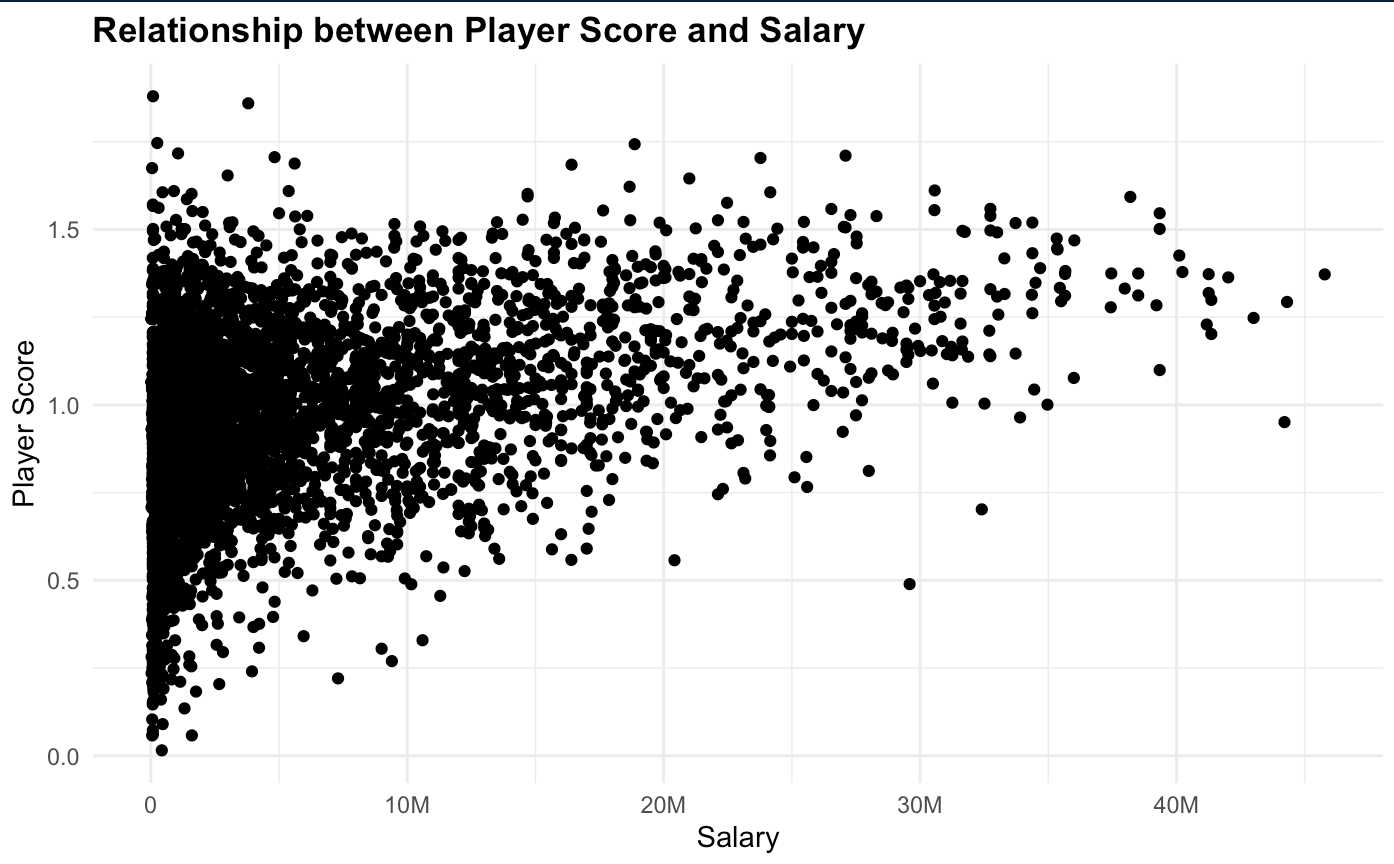 Relationship between Player Score and Salary
Player Score
1.5
1.0
0.5
0.0
0
10M
20M
30M
40M
Salary